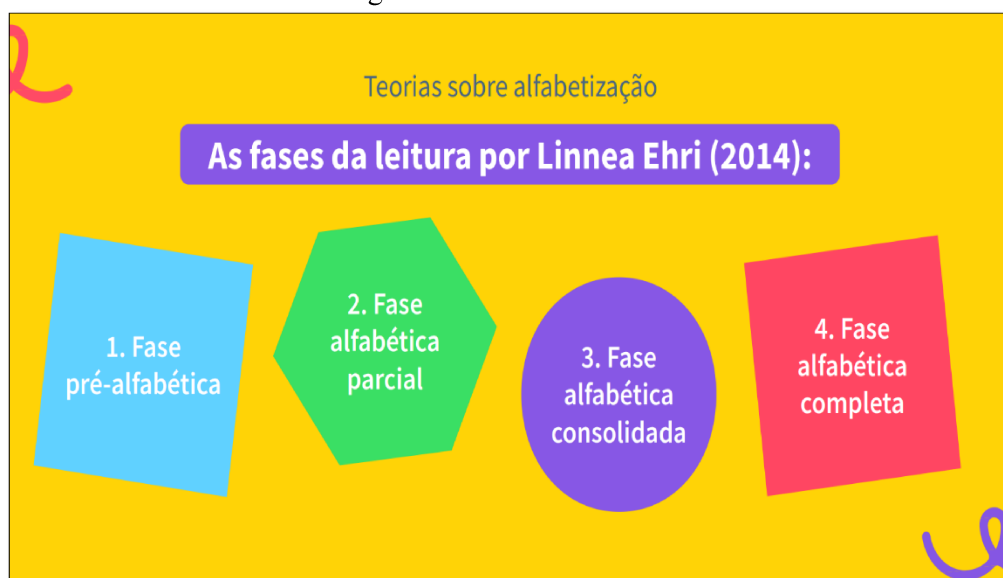 Teorias sobre alfabetização
As fases da leitura por Linnea Ehri (2014):
1. Fase
pré-alfabética
2. Fase
alfabética
parcial
3. Fase
alfabética
consolidada
4. Fase
alfabética
completa